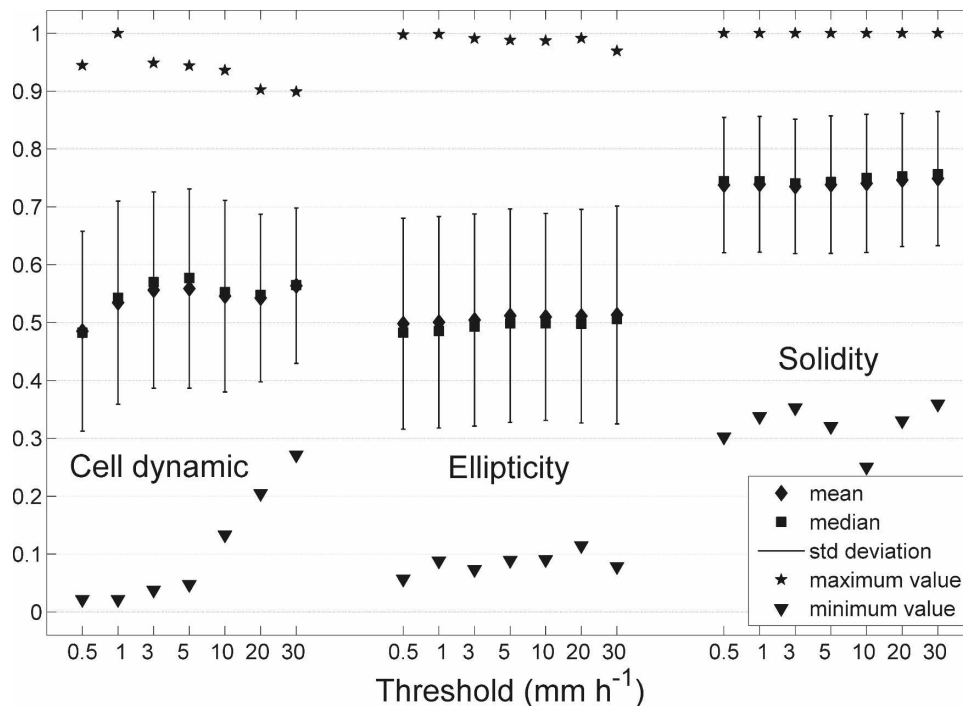 1
0.9
0.8
0.7
0.6
0.5
0.4
0.3
0.2
0.1
0
Cell dynamic
Ellipticity
Solidity
mean
median
std deviation
maximum value
minimum value
0.5 1 3 5 10 20 30 0.5 1 3 5 10 20 30 0.5 1 3 5 10 20 30
Threshold (mm h⁻¹)